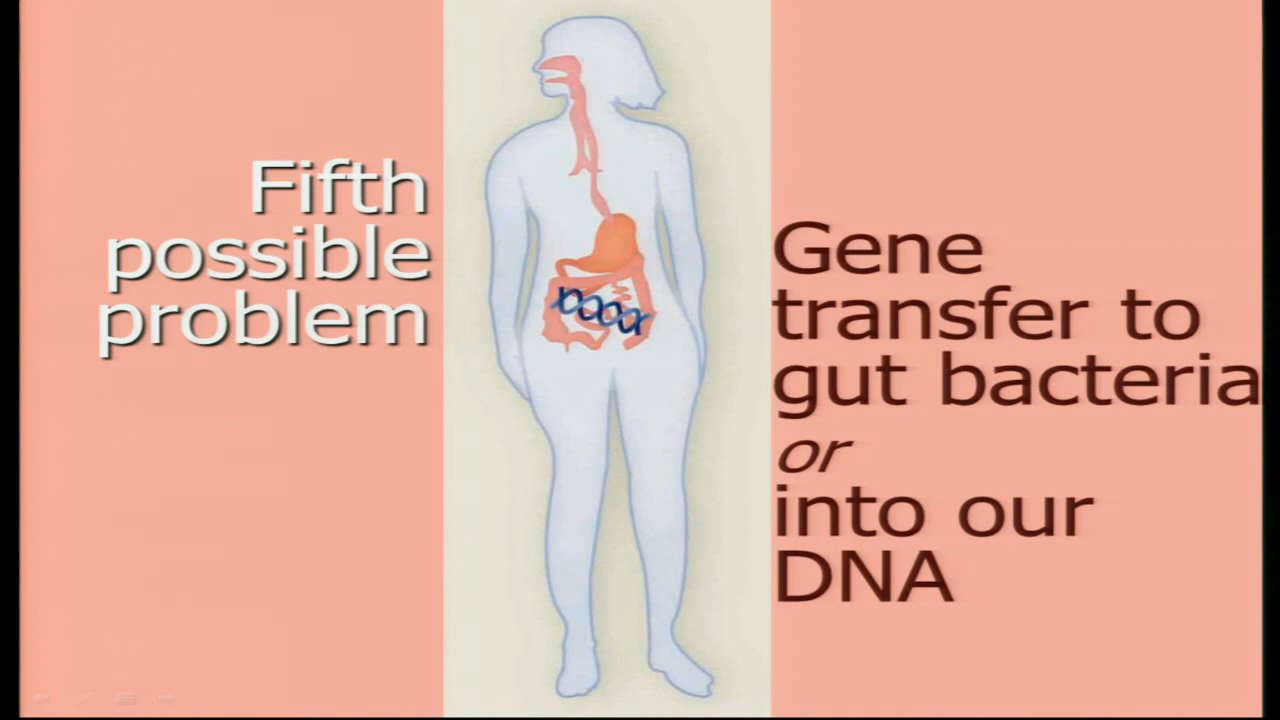 Fifth
possible
problem
Gene
transfer to
gut bacteria
or
into our
DNA